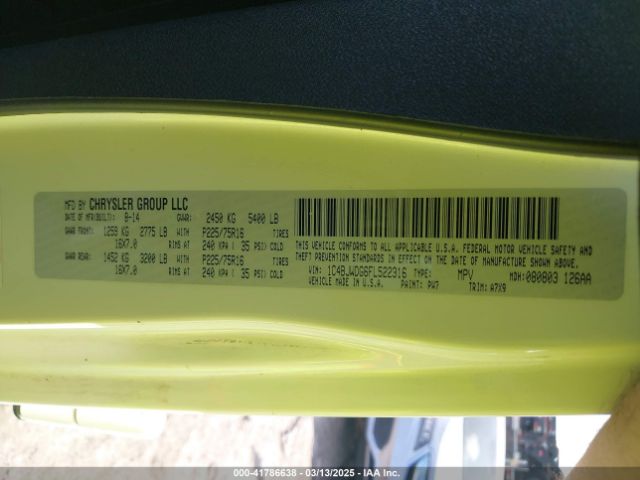 MFD BY CHRYSLER GROUP LLC
DATE OF MFR(BUILT): 8-14 GVWR: 2450 KG 5400 LB
GAWR FRONT: 1259 KG 2775 LB WITH P225/75R16 TIRES
16X7.0 RIMS AT 240 KPA ( 35 PSI) COLD
GAWR REAR: 1452 KG 3200 LB WITH P225/75R16 TIRES
16X7.0 RIMS AT 240 KPA ( 35 PSI) COLD
THIS VEHICLE CONFORMS TO ALL APPLICABLE U.S.A. FEDERAL MOTOR VEHICLE SAFETY AND
THEFT PREVENTION STANDARDS IN EFFECT ON THE DATE OF MANUFACTURE SHOWN ABOVE.
VIN: 1C4BJWDG6FL522316 TYPE: MPV MDH: 080803 126AA
VEHICLE MADE IN U.S.A. PAINT: PW7 TRIM: A7X9
000-41786638 - 03/13/2025 - IAA Inc.